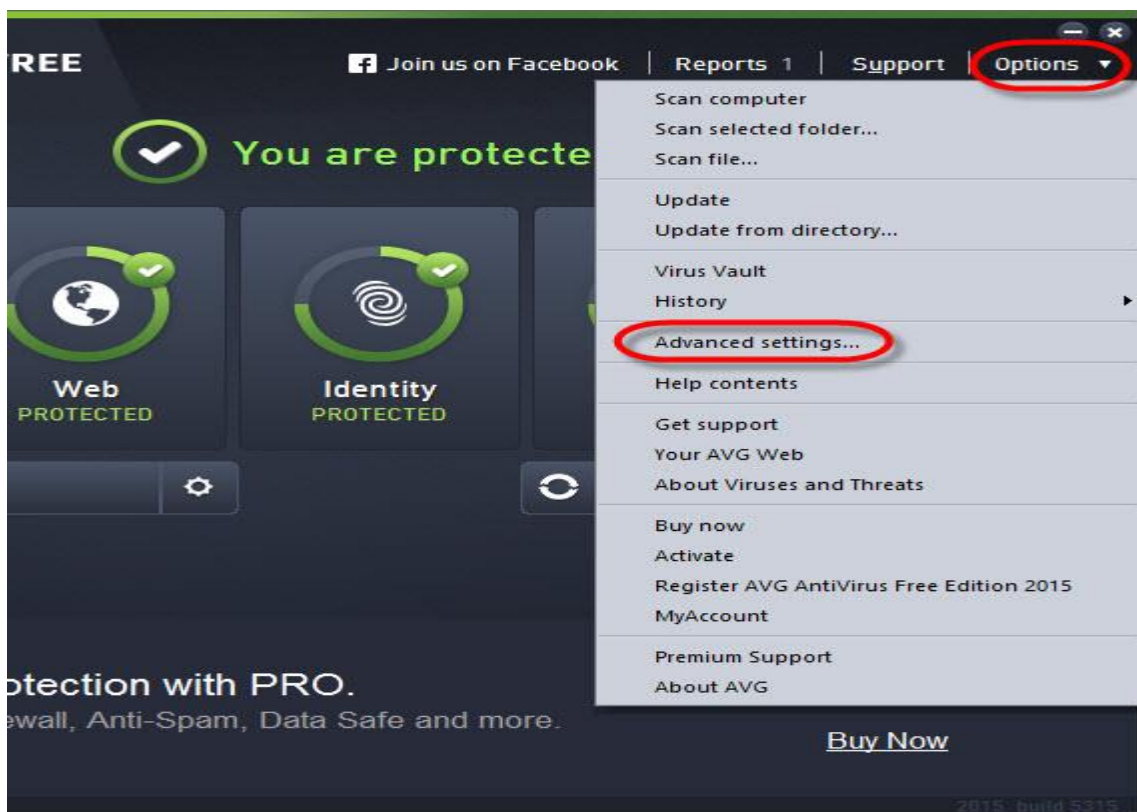 REE
Join us on Facebook | Reports 1 | Support | Options
You are protecte
Scan computer
Scan selected folder...
Scan file...
Update
Update from directory...
Virus Vault
History
Advanced settings...
Help contents
Get support
Your AVG Web
About Viruses and Threats
Buy now
Activate
Register AVG AntiVirus Free Edition 2015
MyAccount
Premium Support
About AVG
Web
PROTECTED
Identity
PROTECTED
otection with PRO.
ewall, Anti-Spam, Data Safe and more.
Buy Now
2015 build 5315